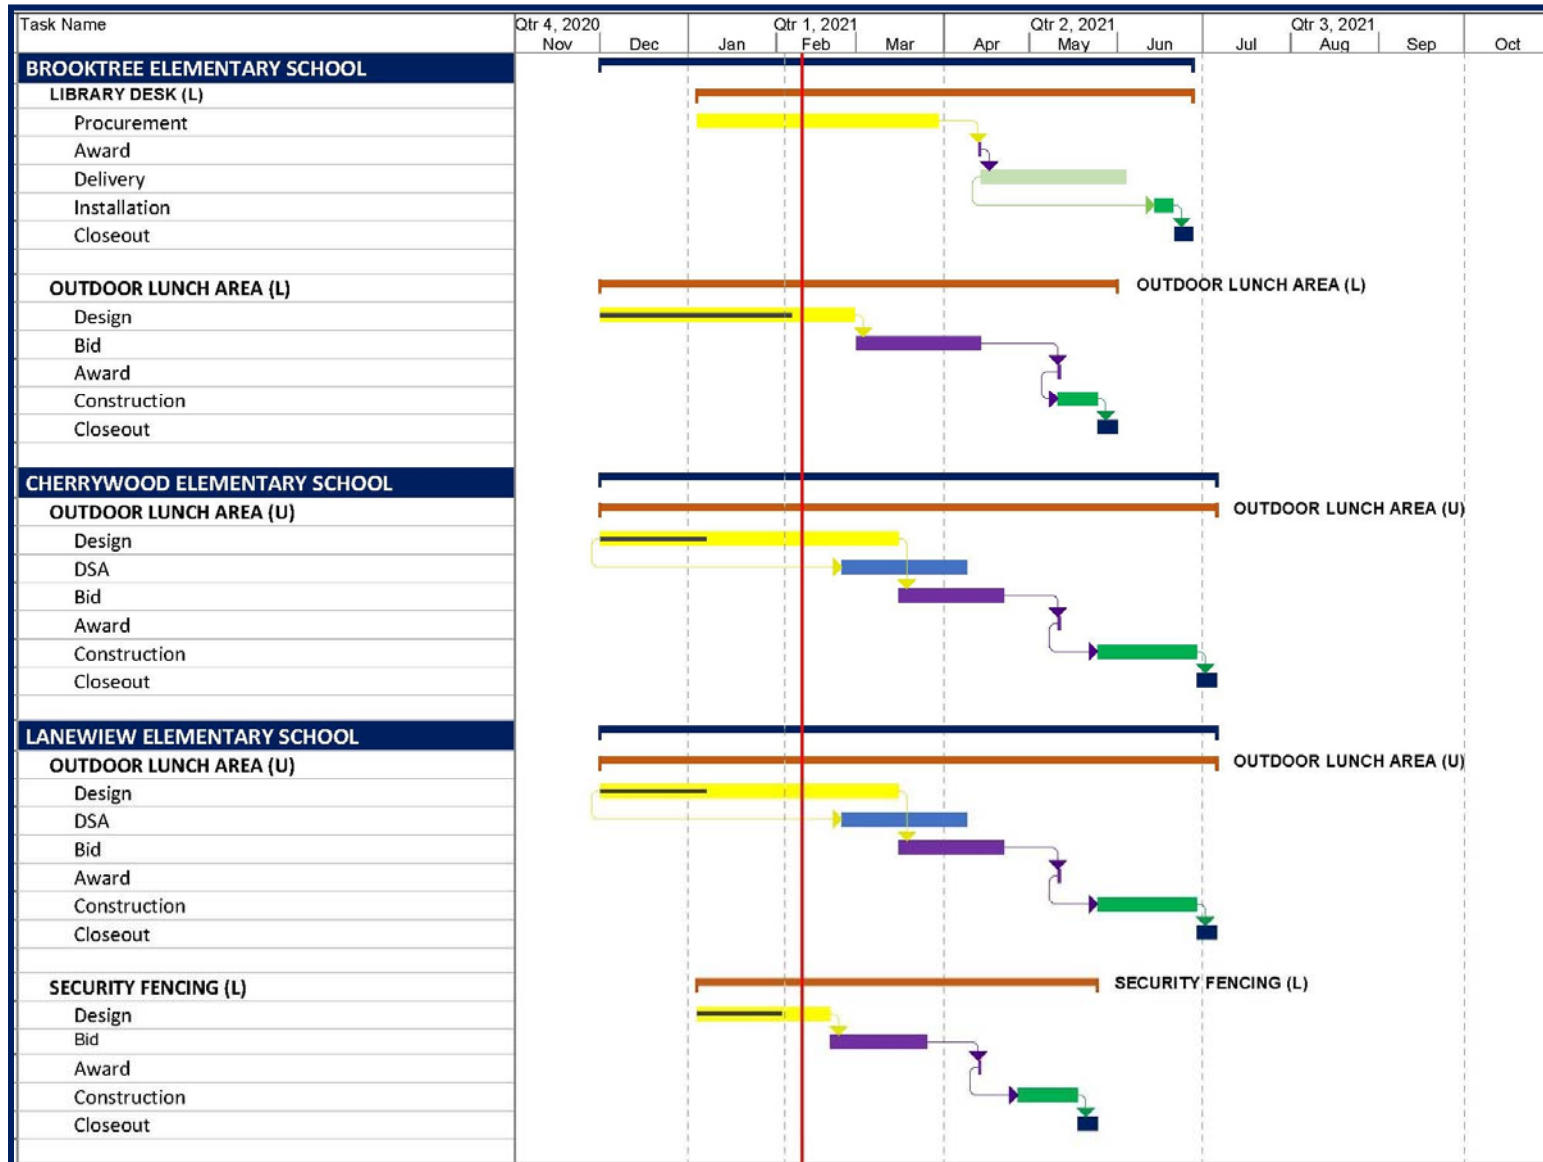 Task Name Qtr 4, 2020 Qtr 1, 2021 Qtr 2, 2021 Qtr 3, 2021
Nov Dec Jan Feb Mar Apr May Jun Jul Aug Sep Oct
BROOKTREE ELEMENTARY SCHOOL
LIBRARY DESK (L)
Procurement
Award
Delivery
Installation
Closeout
OUTDOOR LUNCH AREA (L) OUTDOOR LUNCH AREA (L)
Design
Bid
Award
Construction
Closeout
CHERRYWOOD ELEMENTARY SCHOOL
OUTDOOR LUNCH AREA (U) OUTDOOR LUNCH AREA (U)
Design
DSA
Bid
Award
Construction
Closeout
LANEWIEW ELEMENTARY SCHOOL
OUTDOOR LUNCH AREA (U) OUTDOOR LUNCH AREA (U)
Design
DSA
Bid
Award
Construction
Closeout
SECURITY FENCING (L) SECURITY FENCING (L)
Design
Bid
Award
Construction
Closeout